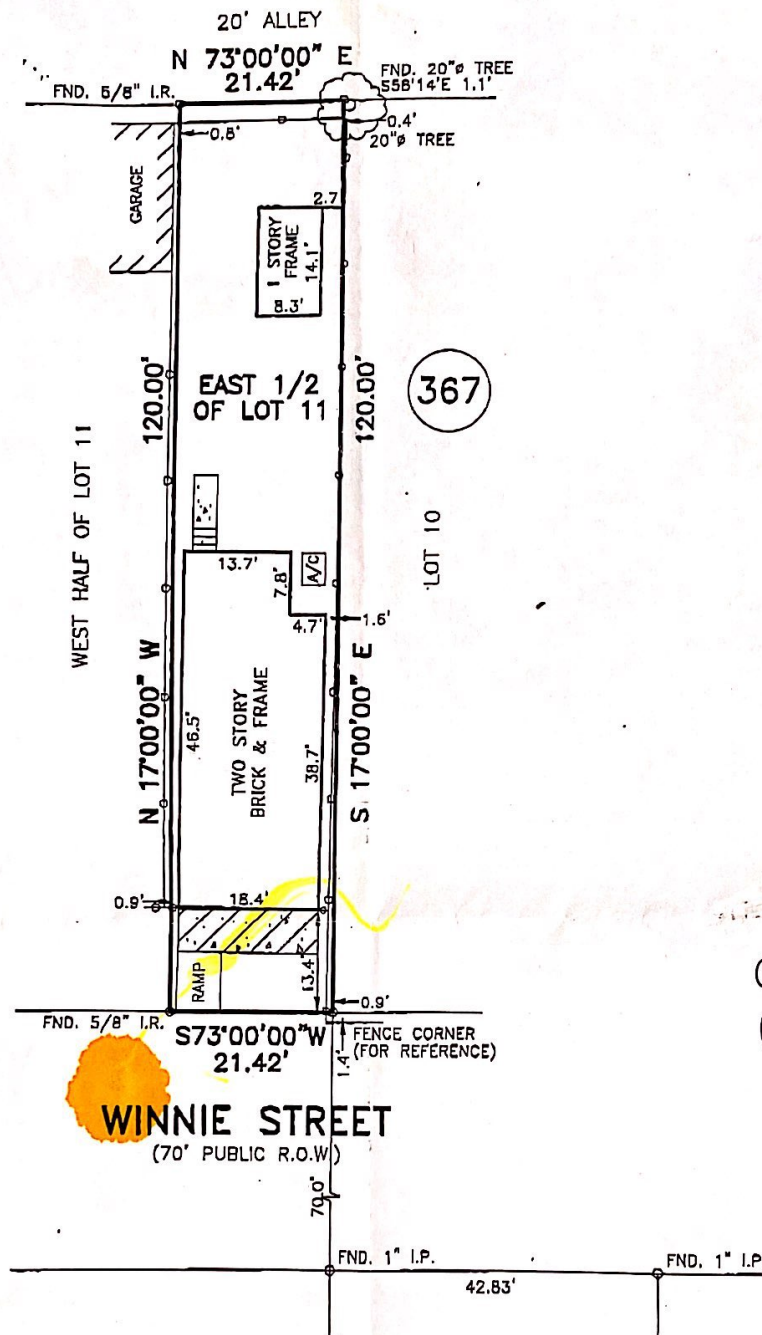 20' ALLEY
N 73°00'00" E
21.42'
FND. 5/8" I.R.
FND. 20"ø TREE
S58°14'E 1.1'
0.8'
0.4'
20"ø TREE
GARAGE
2.7
1 STORY
FRAME
14.1'
8.3'
120.00'
EAST 1/2
OF LOT 11
120.00'
367
WEST HALF OF LOT 11
LOT 10
13.7'
7.8'
A/C
4.7'
1.6'
N 17°00'00" W
46.5'
TWO STORY
BRICK & FRAME
38.7'
S 17°00'00" E
0.9'
18.4'
RAMP
13.4'
0.9'
FND. 5/8" I.R.
S73°00'00"W
21.42'
FENCE CORNER
(FOR REFERENCE)
1.4'
WINNIE STREET
(70' PUBLIC R.O.W.)
70.0'
FND. 1" I.P.
FND. 1" I.P
42.83'